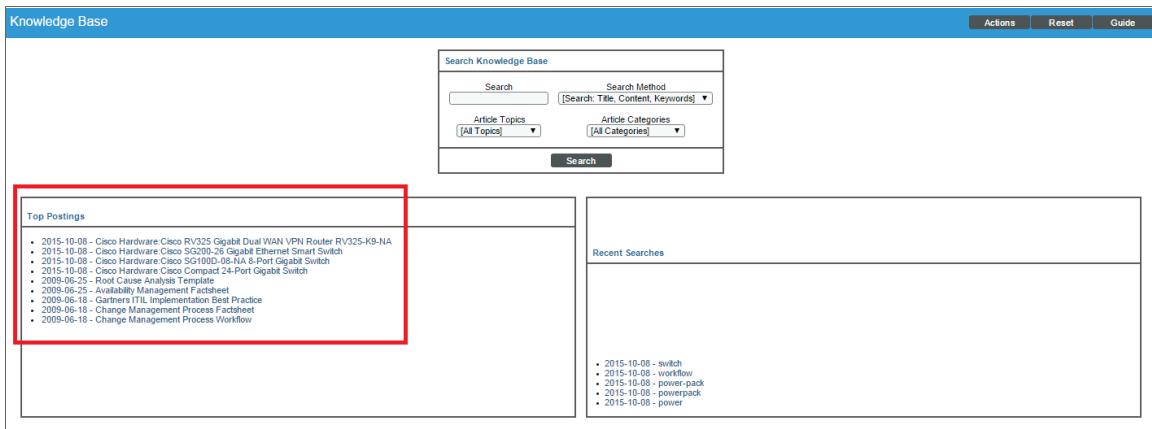 Knowledge Base
Actions Reset Guide
Search Knowledge Base
Search Search Method
[Search: Title, Content, Keywords]
Article Topics Article Categories
[All Topics] [All Categories]
Search
Top Postings
2015-10-08 - Cisco Hardware:Cisco RV325 Gigabit Dual WAN VPN Router RV325-K9-NA
2015-10-08 - Cisco Hardware:Cisco SG200-26 Gigabit Ethernet Smart Switch
2015-10-08 - Cisco Hardware:Cisco SG100D-08-NA 8-Port Gigabit Switch
2015-10-08 - Cisco Hardware:Cisco Compact 24-Port Gigabit Switch
2009-06-25 - Root Cause Analysis Template
2009-06-25 - Availability Management Factsheet
2009-06-18 - Gartners ITIL Implementation Best Practice
2009-06-18 - Change Management Process Factsheet
2009-06-18 - Change Management Process Workflow
Recent Searches
2015-10-08 - switch
2015-10-08 - workflow
2015-10-08 - power-pack
2015-10-08 - powerpack
2015-10-08 - power